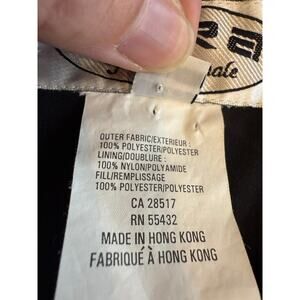 OUTER FABRIC/EXTERIEUR :
100% POLYESTER/POLYESTER
LINING/DOUBLURE :
100% NYLON/POLYAMIDE
FILL/REMPLISSAGE
100% POLYESTER/POLYESTER
CA 28517
RN 55432
MADE IN HONG KONG
FABRIQUÉ À HONG KONG